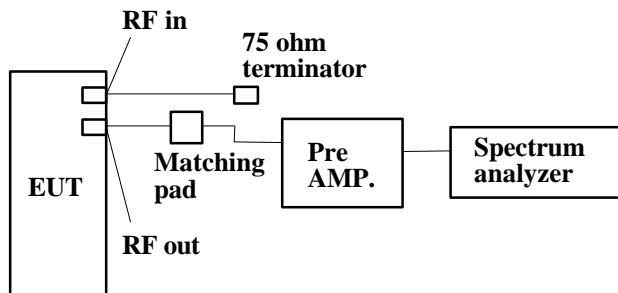 RF in
75 ohm
terminator
Matching
pad
Pre
AMP.
Spectrum
analyzer
EUT
RF out